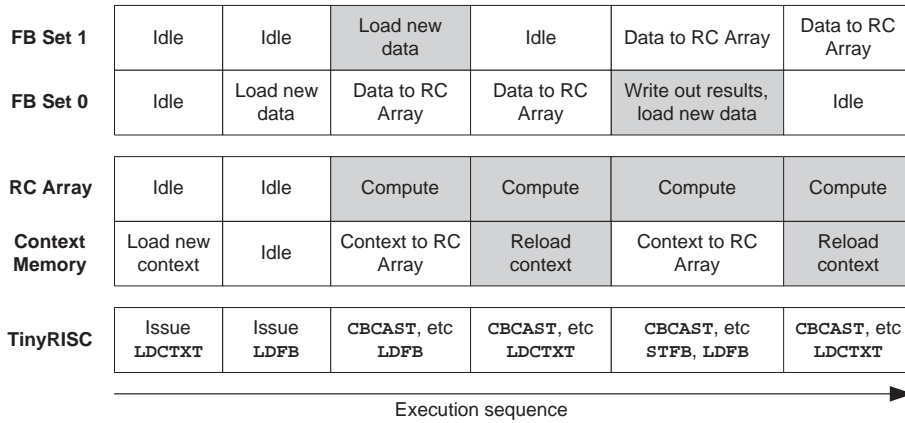 FB Set 1 Idle Idle Load new data Idle Data to RC Array Data to RC Array
FB Set 0 Idle Load new data Data to RC Array Data to RC Array Write out results, load new data Idle
RC Array Idle Idle Compute Compute Compute Compute
Context Memory Load new context Idle Context to RC Array Reload context Context to RC Array Reload context
TinyRISC Issue LDCTXT Issue LDFB CBCAST, etc LDFB CBCAST, etc LDCTXT CBCAST, etc STFB, LDFB CBCAST, etc LDCTXT
Execution sequence